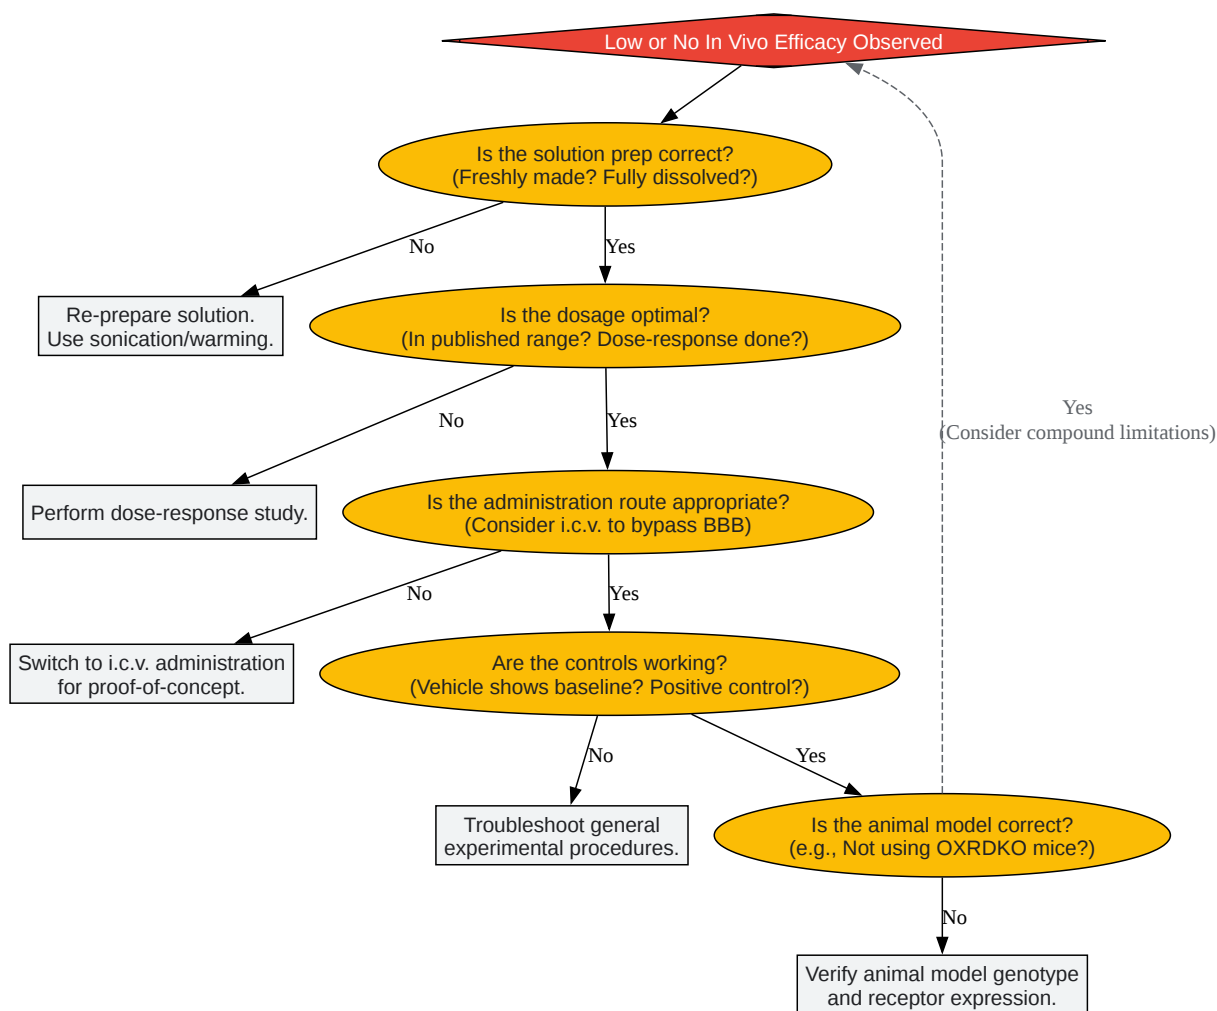 Low or No In Vivo Efficacy Observed
Is the solution prep correct?
(Freshly made? Fully dissolved?)
No
Yes
Re-prepare solution.
Use sonication/warming.
Is the dosage optimal?
(In published range? Dose-response done?)
Yes
(Consider compound limitations)
No
Yes
Perform dose-response study.
Is the administration route appropriate?
(Consider i.c.v. to bypass BBB)
No
Yes
Switch to i.c.v. administration
for proof-of-concept.
Are the controls working?
(Vehicle shows baseline? Positive control?)
No
Yes
Troubleshoot general
experimental procedures.
Is the animal model correct?
(e.g., Not using OXRDKO mice?)
No
Verify animal model genotype
and receptor expression.